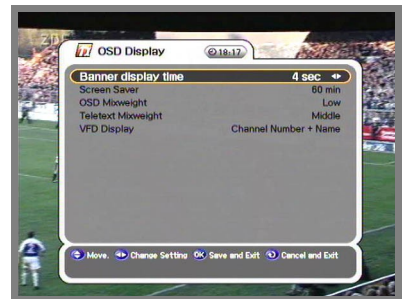 ZDF
OSD Display
18:17
Banner display time 4 sec
Screen Saver 60 min
OSD Mixweight Low
Teletext Mixweight Middle
VFD Display Channel Number + Name
Move. Change Setting OK Save and Exit Cancel and Exit